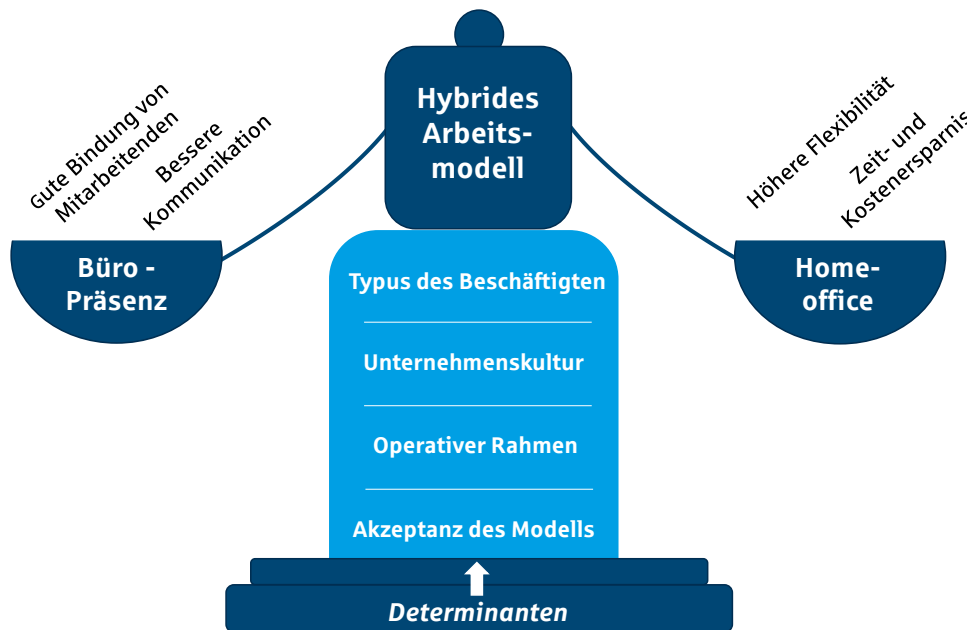 Hybrides
Arbeits-
modell
Gute Bindung von
Mitarbeitenden
Bessere
Kommunikation
Büro -
Präsenz
Höhere Flexibilität
Zeit- und
Kostenersparnis
Home-
office
Typus des Beschäftigten
Unternehmenskultur
Operativer Rahmen
Akzeptanz des Modells
Determinanten